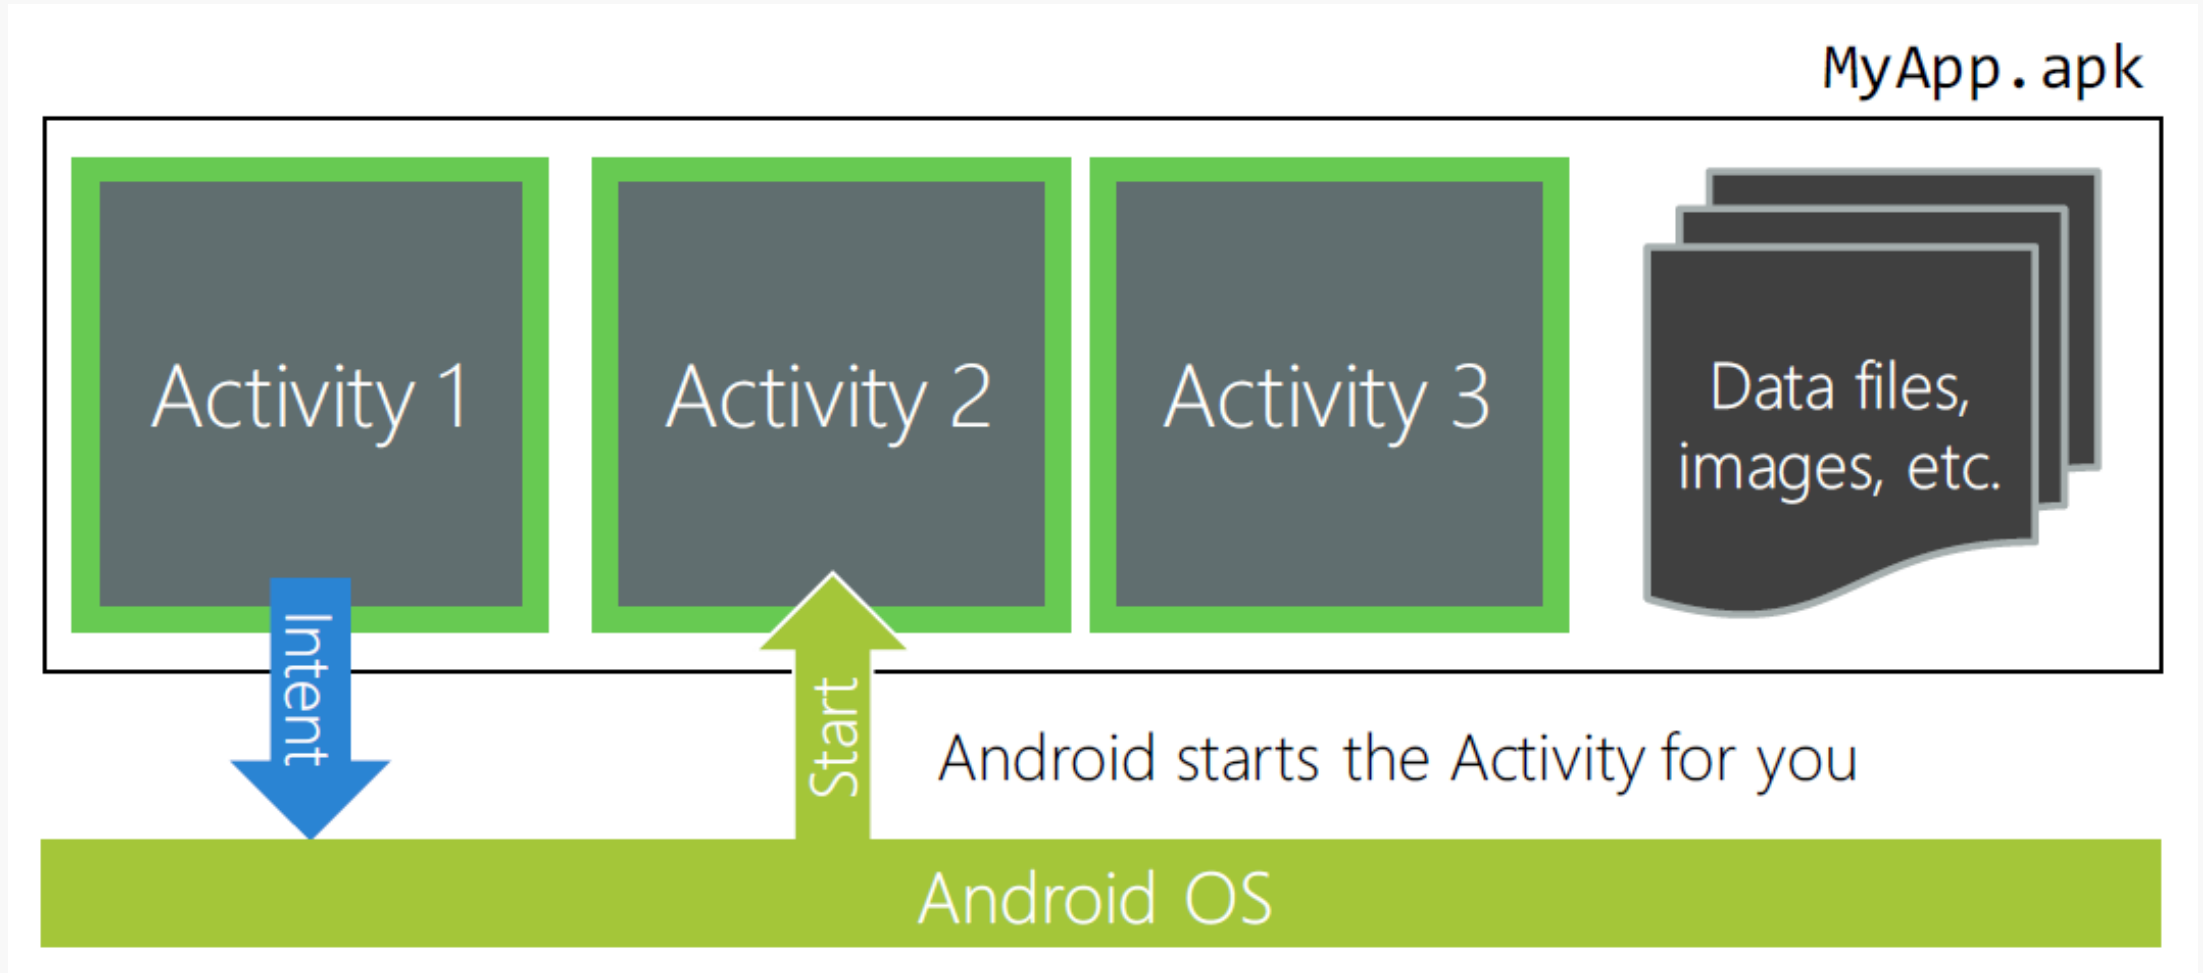 MyApp.apk
Activity 1
Activity 2
Activity 3
Data files,
images, etc.
Intent
Start
Android starts the Activity for you
Android OS